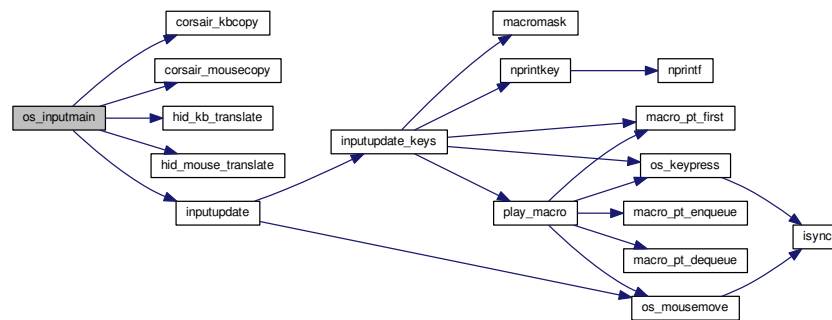 corsair_kbcopy
corsair_mousecopy
os_inputmain
hid_kb_translate
hid_mouse_translate
inputupdate
inputupdate_keys
macromask
nprintkey
nprintf
macro_pt_first
os_keypress
play_macro
macro_pt_enqueue
macro_pt_dequeue
os_mousemove
isync